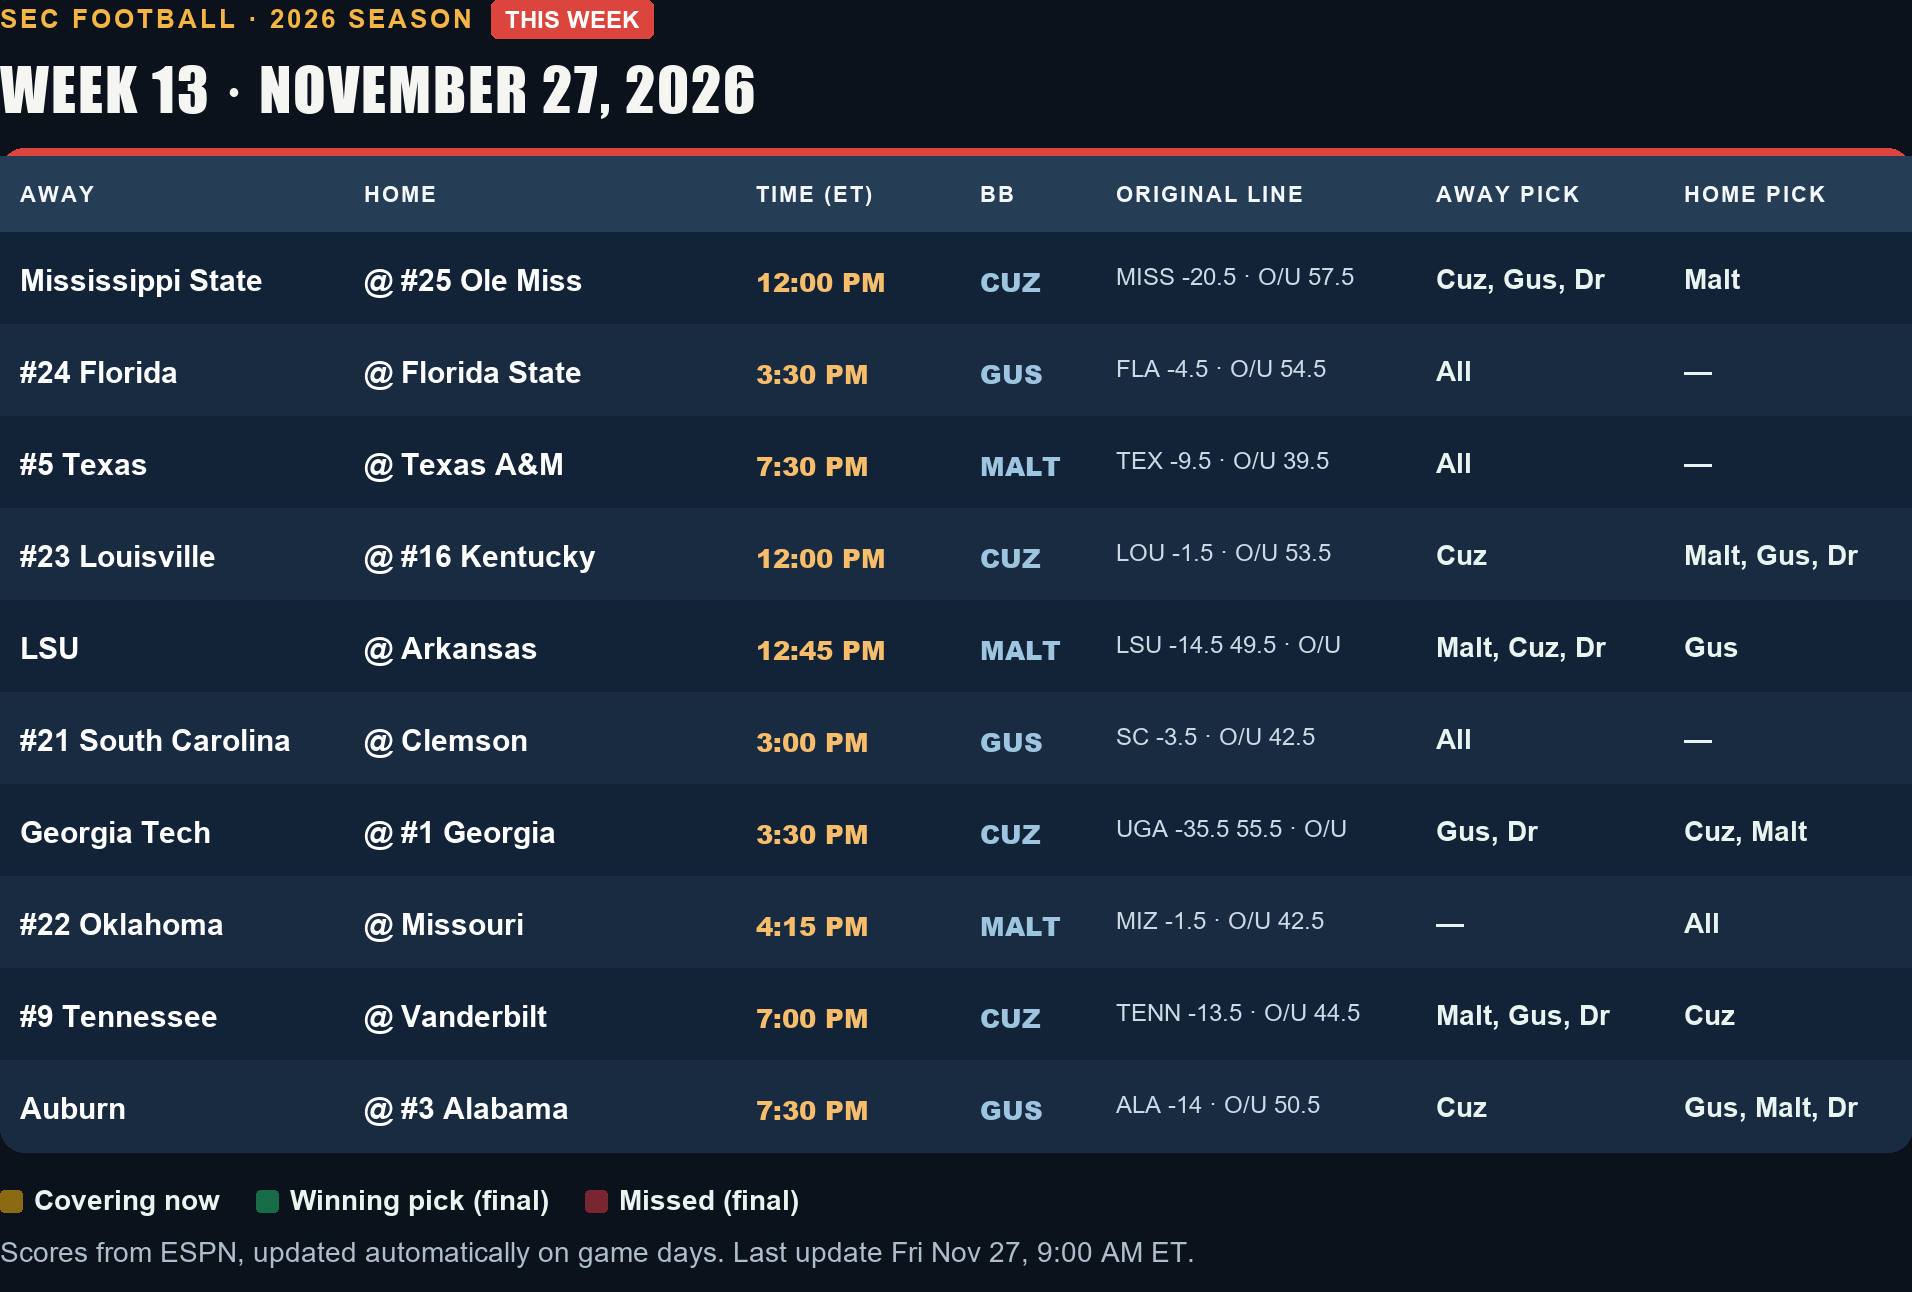 SEC FOOTBALL · 2026 SEASON THIS WEEK
WEEK 13 · NOVEMBER 27, 2026
AWAY HOME TIME (ET) BB ORIGINAL LINE AWAY PICK HOME PICK
Mississippi State @ #25 Ole Miss 12:00 PM CUZ MISS -20.5 · O/U 57.5 Cuz, Gus, Dr Malt
#24 Florida @ Florida State 3:30 PM GUS FLA -4.5 · O/U 54.5 All —
#5 Texas @ Texas A&M 7:30 PM MALT TEX -9.5 · O/U 39.5 All —
#23 Louisville @ #16 Kentucky 12:00 PM CUZ LOU -1.5 · O/U 53.5 Cuz Malt, Gus, Dr
LSU @ Arkansas 12:45 PM MALT LSU -14.5 49.5 · O/U Malt, Cuz, Dr Gus
#21 South Carolina @ Clemson 3:00 PM GUS SC -3.5 · O/U 42.5 All —
Georgia Tech @ #1 Georgia 3:30 PM CUZ UGA -35.5 55.5 · O/U Gus, Dr Cuz, Malt
#22 Oklahoma @ Missouri 4:15 PM MALT MIZ -1.5 · O/U 42.5 — All
#9 Tennessee @ Vanderbilt 7:00 PM CUZ TENN -13.5 · O/U 44.5 Malt, Gus, Dr Cuz
Auburn @ #3 Alabama 7:30 PM GUS ALA -14 · O/U 50.5 Cuz Gus, Malt, Dr
Covering now Winning pick (final) Missed (final)
Scores from ESPN, updated automatically on game days. Last update Fri Nov 27, 9:00 AM ET.